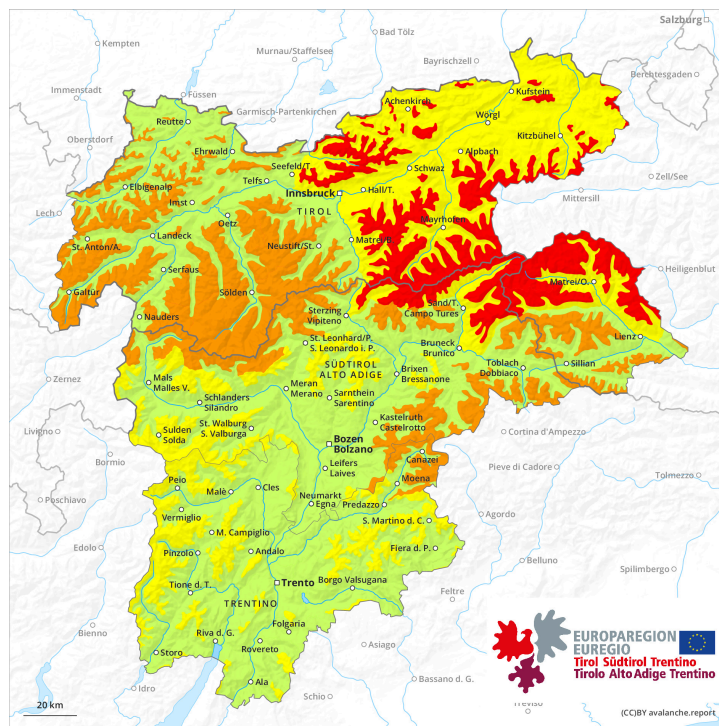 Salzburg
Kempten
Bad Tölz
Murnau/Staffelsee
Bayrischzell
Berchtesgaden
Immenstadt
Füssen
Achenkirch
Kufstein
Garmisch-Partenkirchen
Reutte
Wörgl
Oberstdorf
Ehrwald
Kitzbühel
Alpbach
Seefeld/T.
Schwaz
Zell/See
Telfs
Elbigenalp
Innsbruck
Hall/T.
Mittersill
Imst
Lech
TIROL
Oetz
Mayrhofen
Landeck
St. Anton/A.
Neustift/St.
Matrei/B.
Serfaus
Heiligenblut
Galtür
Sölden
Matrei/O.
Nauders
Sand/T.
Campo Tures
Sterzing
Vipiteno
Lienz
St. Leonhard/P.
S. Leonardo i. P.
Bruneck
Brunico
Toblach
Dobbiaco
Sillian
SÜDTIROL
ALTO ADIGE
Brixen
Bressanone
Zernez
Mals
Malles V.
Meran
Merano
Schlanders
Silandro
Sarnthein
Sarentino
St. Walburg
S. Valburga
Kastelruth
Castelrotto
Livigno
Sulden
Solda
Cortina d'Ampezzo
Bozen
Bolzano
Bormio
Canazei
Leifers
Laives
Pieve di Cadore
Tolmezzo
Peio
Moena
Poschiavo
Malè
Cles
Neumarkt
Egna
Predazzo
Vermiglio
Agordo
S. Martino d. C.
M. Campiglio
Edolo
Pinzolo
Andalo
Fiera d. P.
Belluno
Spilimbergo
Trento
Tione d. T.
Borgo Valsugana
Feltre
TRENTINO
Bienno
Folgaria
Riva d. G.
Rovereto
Asiago
Storo
Ala
Bassano d. G.
Idro
Schio
Treviso
EUROPAREGION
EUREGIO
Tirol Südtirol Trentino
Tirolo Alto Adige Trentino
20 km
(CC)BY avalanche.report